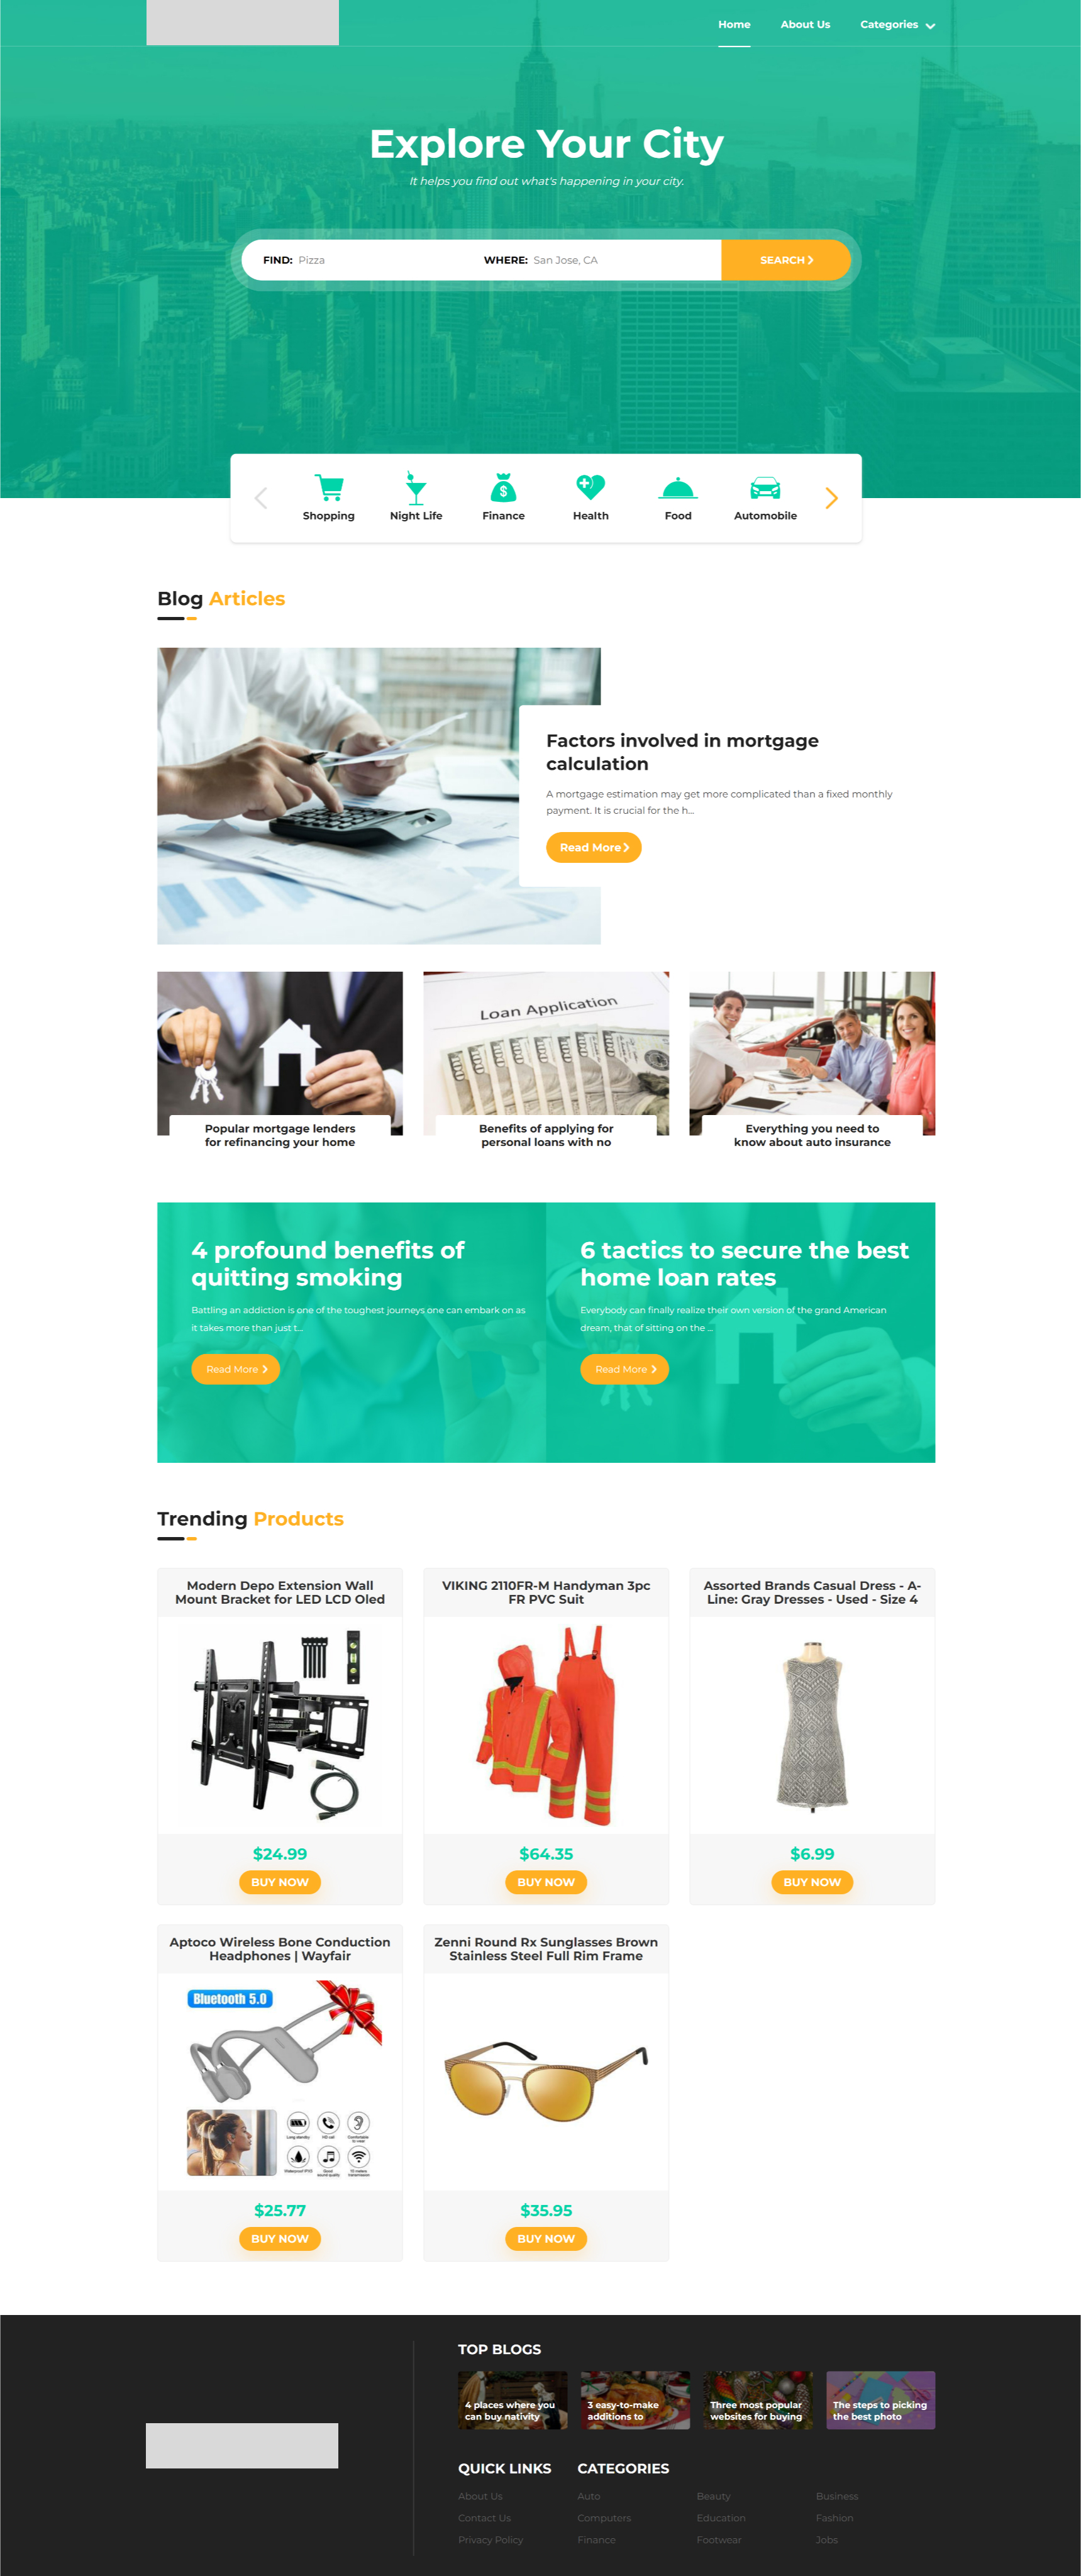 Home About Us Categories
Explore Your City
It helps you find out what's happening in your city.
FIND: Pizza WHERE: San Jose, CA SEARCH
Shopping Night Life Finance Health Food Automobile
Blog Articles
Factors involved in mortgage
calculation
A mortgage estimation may get more complicated than a fixed monthly
payment. It is crucial for the h...
Read More
Loan Application
Popular mortgage lenders
for refinancing your home
Benefits of applying for
personal loans with no
Everything you need to
know about auto insurance
4 profound benefits of
quitting smoking
Battling an addiction is one of the toughest journeys one can embark on as
it takes more than just t...
Read More
6 tactics to secure the best
home loan rates
Everybody can finally realize their own version of the grand American
dream, that of sitting on the ...
Read More
Trending Products
Modern Depo Extension Wall
Mount Bracket for LED LCD Oled
$24.99
BUY NOW
VIKING 2110FR-M Handyman 3pc
FR PVC Suit
$64.35
BUY NOW
Assorted Brands Casual Dress - A-
Line: Gray Dresses - Used - Size 4
$6.99
BUY NOW
Aptoco Wireless Bone Conduction
Headphones | Wayfair
Bluetooth 5.0
$25.77
BUY NOW
Zenni Round Rx Sunglasses Brown
Stainless Steel Full Rim Frame
$35.95
BUY NOW
TOP BLOGS
4 places where you
can buy nativity
3 easy-to-make
additions to
Three most popular
websites for buying
The steps to picking
the best photo
QUICK LINKS CATEGORIES
About Us Auto Beauty Business
Contact Us Computers Education Fashion
Privacy Policy Finance Footwear Jobs